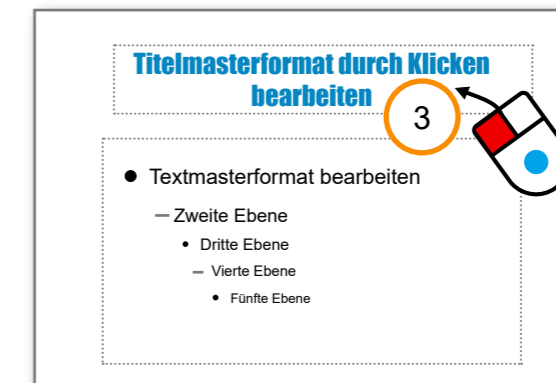 Titelmasterformat durch Klicken
bearbeiten
3
Textmasterformat bearbeiten
Zweite Ebene
Dritte Ebene
Vierte Ebene
Fünfte Ebene